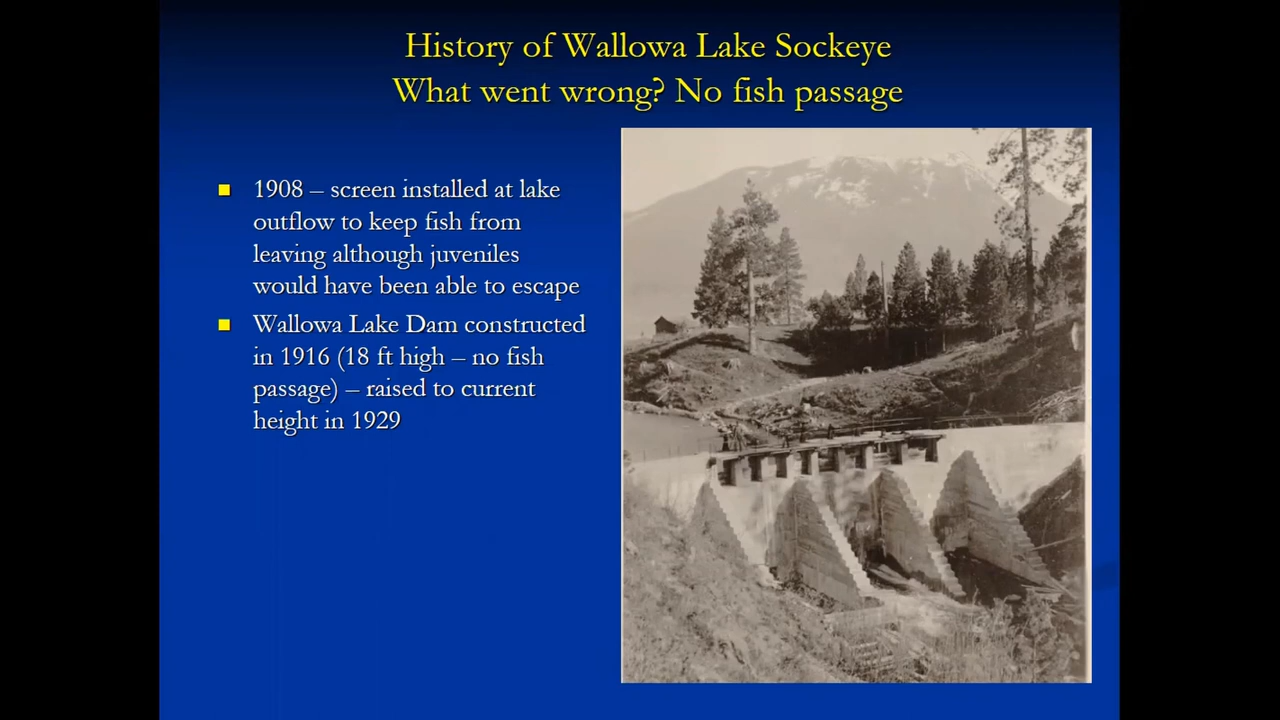 History of Wallowa Lake Sockeye
What went wrong? No fish passage
1908 – screen installed at lake
outflow to keep fish from
leaving although juveniles
would have been able to escape
Wallowa Lake Dam constructed
in 1916 (18 ft high – no fish
passage) – raised to current
height in 1929